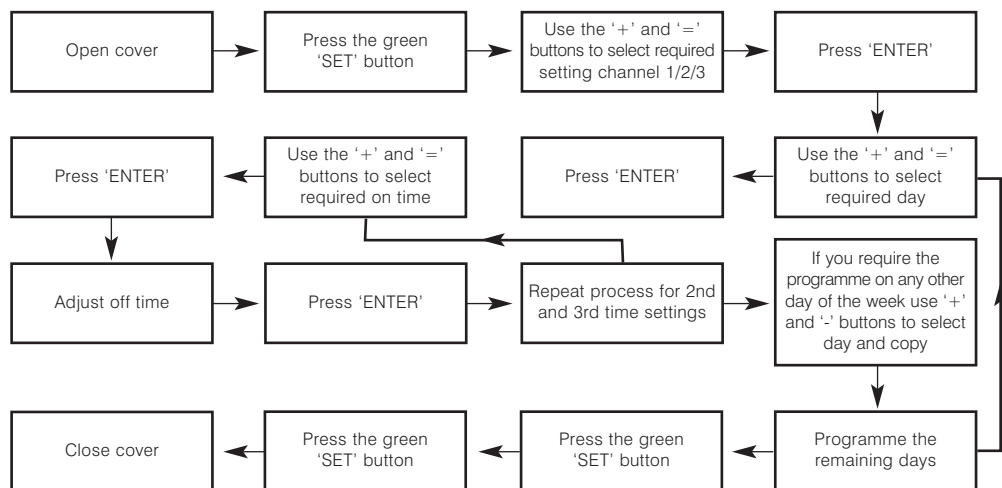 Open cover
Press the green
‘SET’ button
Use the ‘+’ and ‘=’
buttons to select required
setting channel 1/2/3
Press ‘ENTER’
Use the ‘+’ and ‘=’
buttons to select
required day
Press ‘ENTER’
Use the ‘+’ and ‘=’
buttons to select
required on time
Press ‘ENTER’
Adjust off time
Press ‘ENTER’
Repeat process for 2nd
and 3rd time settings
If you require the
programme on any other
day of the week use ‘+’
and ‘-’ buttons to select
day and copy
Programme the
remaining days
Press the green
‘SET’ button
Press the green
‘SET’ button
Close cover